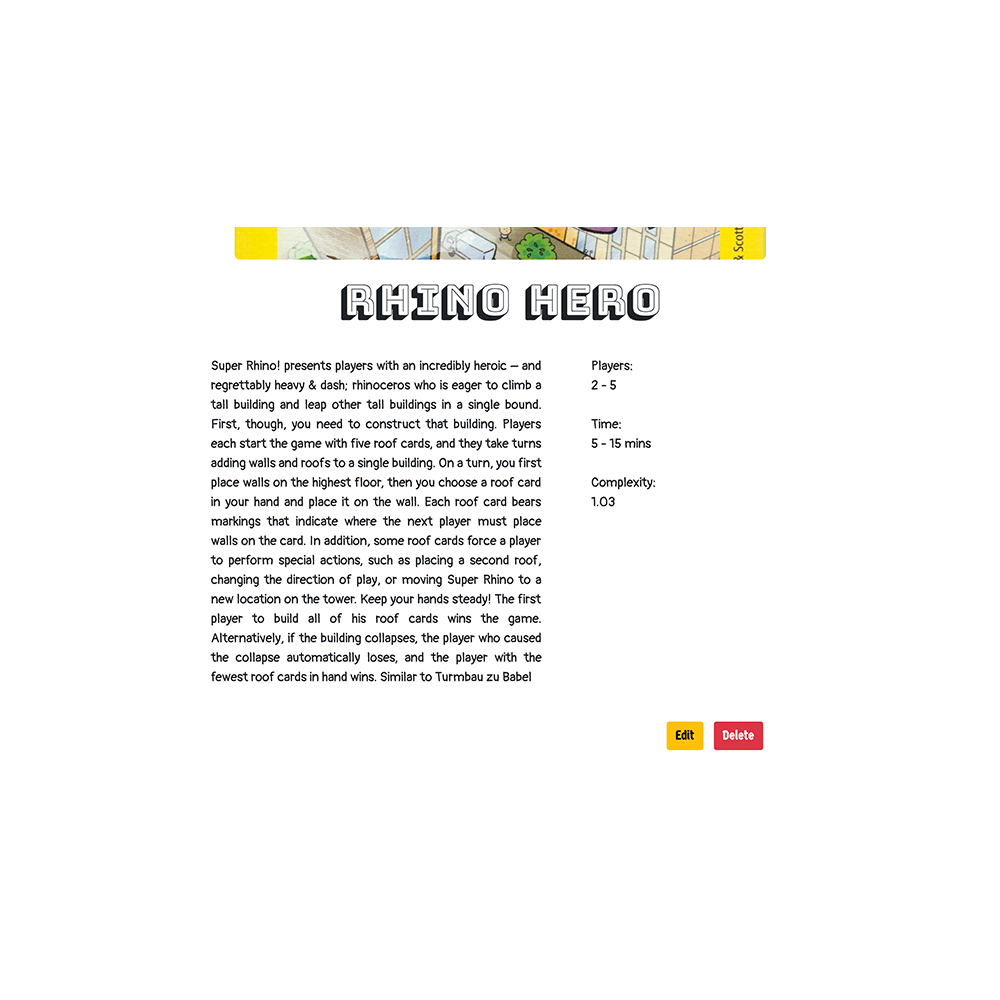 & Scott
RHINO HERO
Super Rhino! presents players with an incredibly heroic – and
regrettably heavy & dash; rhinoceros who is eager to climb a
tall building and leap other tall buildings in a single bound.
First, though, you need to construct that building. Players
each start the game with five roof cards, and they take turns
adding walls and roofs to a single building. On a turn, you first
place walls on the highest floor, then you choose a roof card
in your hand and place it on the wall. Each roof card bears
markings that indicate where the next player must place
walls on the card. In addition, some roof cards force a player
to perform special actions, such as placing a second roof,
changing the direction of play, or moving Super Rhino to a
new location on the tower. Keep your hands steady! The first
player to build all of his roof cards wins the game.
Alternatively, if the building collapses, the player who caused
the collapse automatically loses, and the player with the
fewest roof cards in hand wins. Similar to Turmbau zu Babel
Players:
2 - 5
Time:
5 - 15 mins
Complexity:
1.03
Edit
Delete